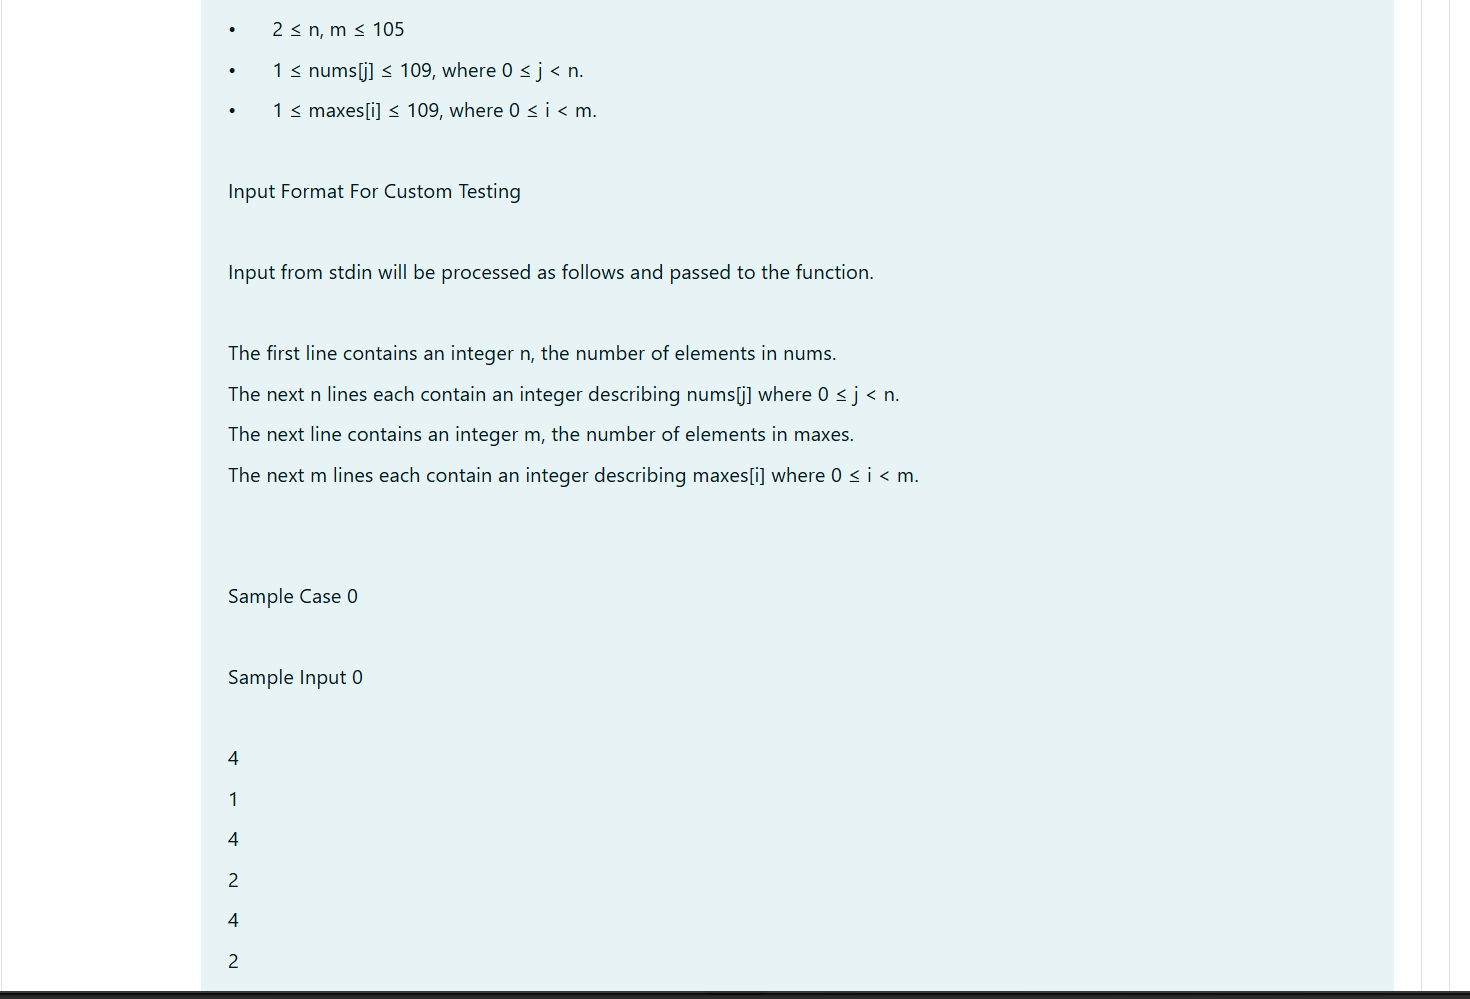 • 2 ≤ n, m ≤ 105
• 1 ≤ nums[j] ≤ 109, where 0 ≤ j < n.
• 1 ≤ maxes[i] ≤ 109, where 0 ≤ i < m.
Input Format For Custom Testing
Input from stdin will be processed as follows and passed to the function.
The first line contains an integer n, the number of elements in nums.
The next n lines each contain an integer describing nums[j] where 0 ≤ j < n.
The next line contains an integer m, the number of elements in maxes.
The next m lines each contain an integer describing maxes[i] where 0 ≤ i < m.
Sample Case 0
Sample Input 0
4
1
4
2
4
2